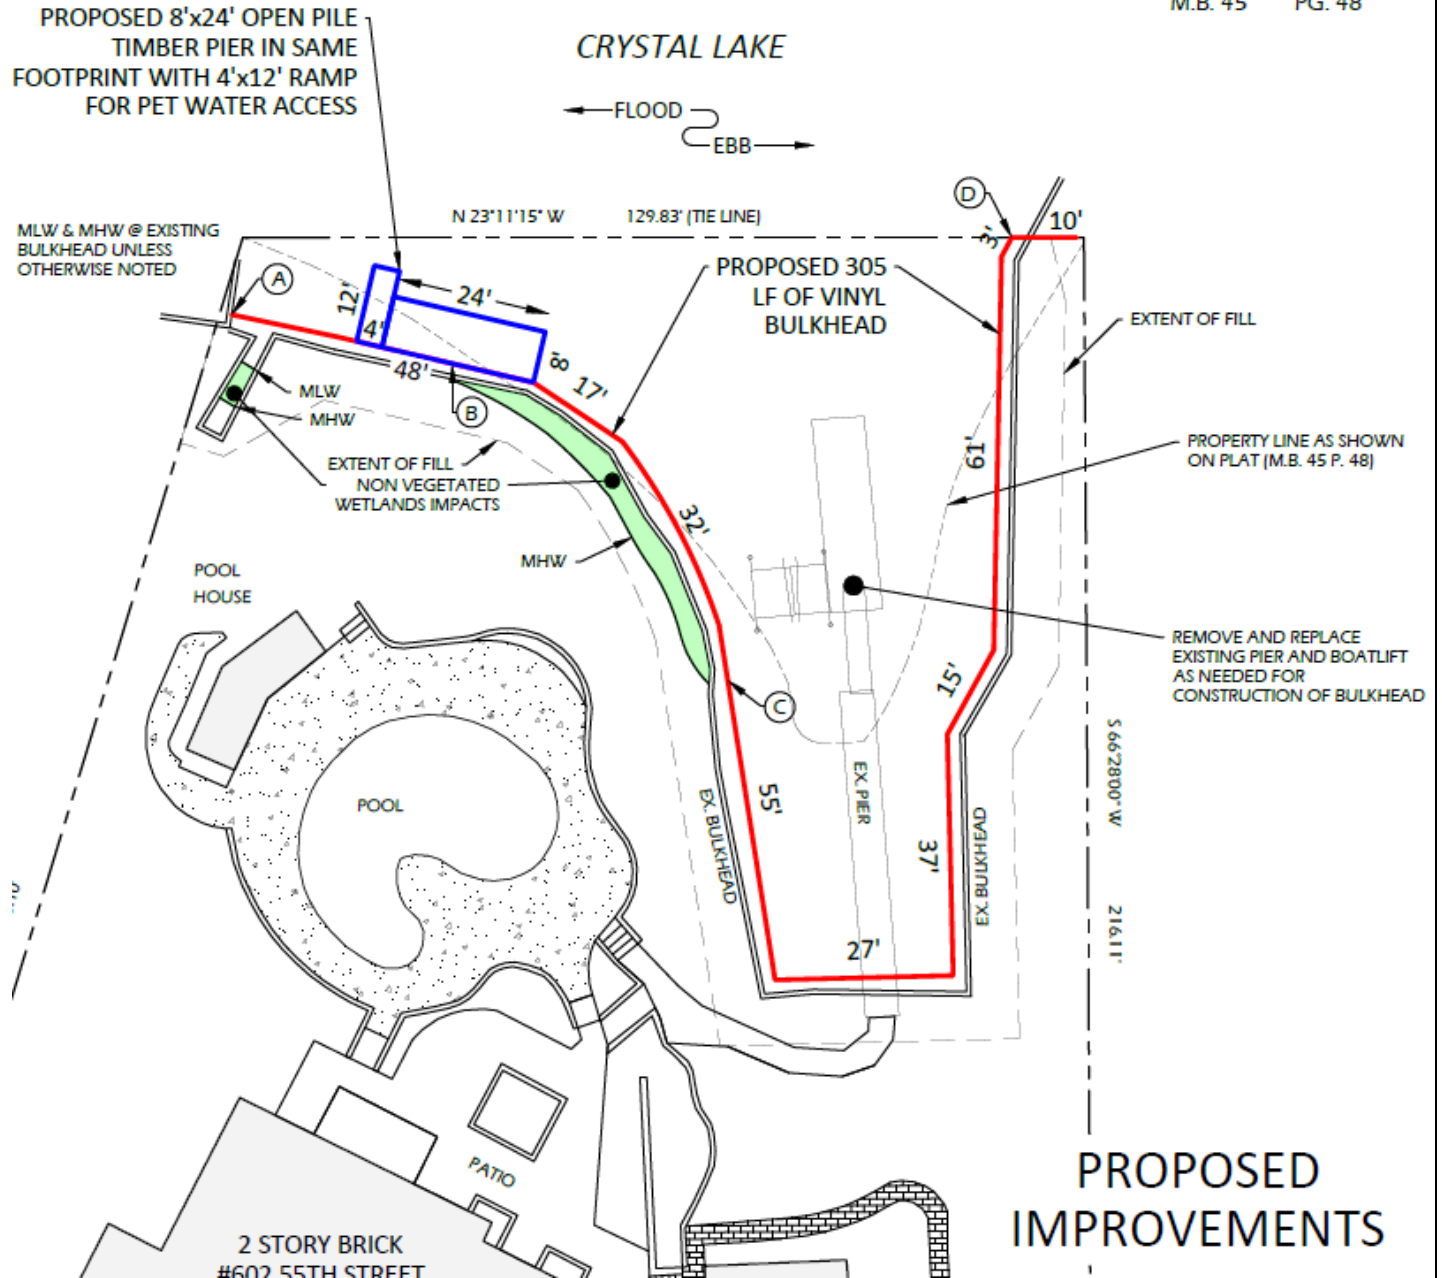 M.B. 45 PG. 48
PROPOSED 8'x24' OPEN PILE
TIMBER PIER IN SAME
FOOTPRINT WITH 4'x12' RAMP
FOR PET WATER ACCESS
CRYSTAL LAKE
FLOOD
EBB
N 23°11'15" W 129.83' (TIE LINE)
D
10'
3'
MLW & MHW @ EXISTING
BULKHEAD UNLESS
OTHERWISE NOTED
A
12'
4'
24'
8'
48'
17'
B
PROPOSED 305
LF OF VINYL
BULKHEAD
EXTENT OF FILL
MLW
MHW
EXTENT OF FILL
NON VEGETATED
WETLANDS IMPACTS
61'
PROPERTY LINE AS SHOWN
ON PLAT (M.B. 45 P. 48)
32'
MHW
POOL
HOUSE
REMOVE AND REPLACE
EXISTING PIER AND BOATLIFT
AS NEEDED FOR
CONSTRUCTION OF BULKHEAD
15'
C
S 66°28'00" W 216.11'
POOL
EX. BULKHEAD
55'
EX. PIER
37'
EX. BULKHEAD
27'
PATIO
PROPOSED
IMPROVEMENTS
2 STORY BRICK
#602 55TH STREET